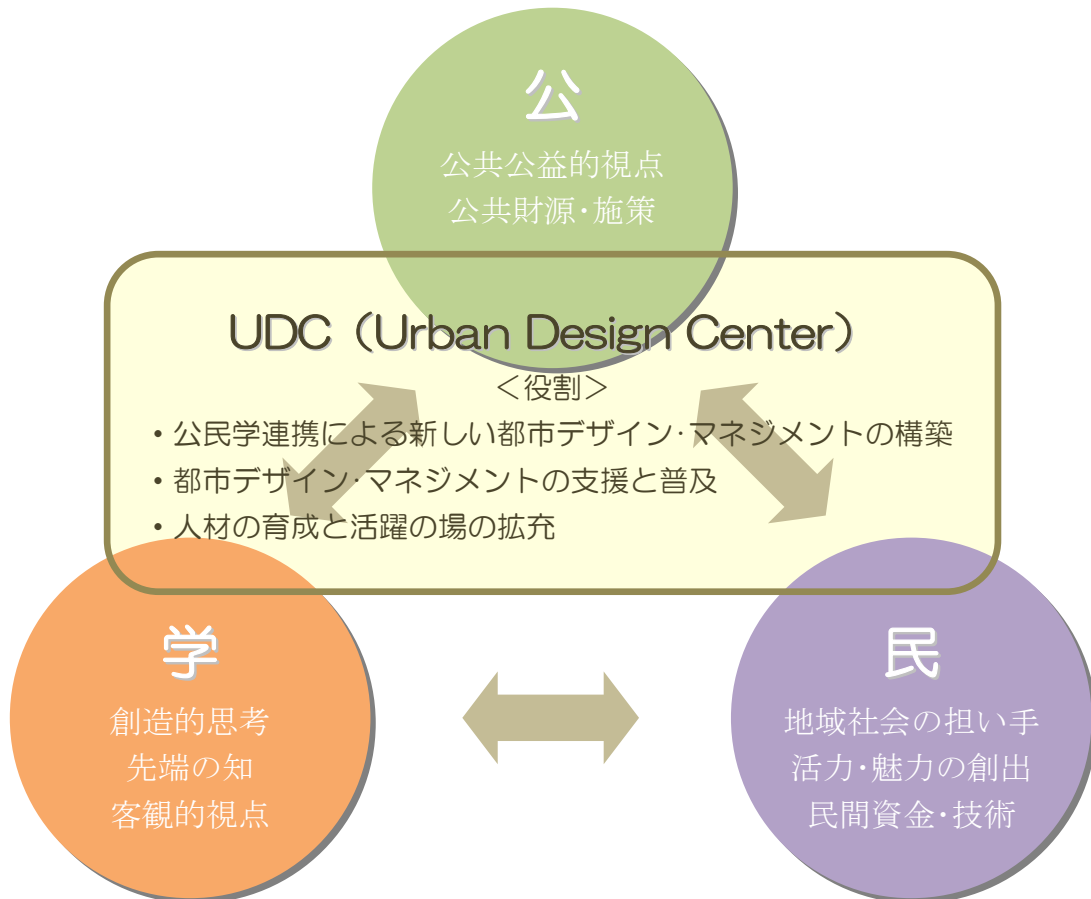 公
公共公益的視点
公共財源･施策
UDC（Urban Design Center）
＜役割＞
・公民学連携による新しい都市デザイン･マネジメントの構築
・都市デザイン･マネジメントの支援と普及
・人材の育成と活躍の場の拡充
学
創造的思考
先端の知
客観的視点
民
地域社会の担い手
活力･魅力の創出
民間資金･技術